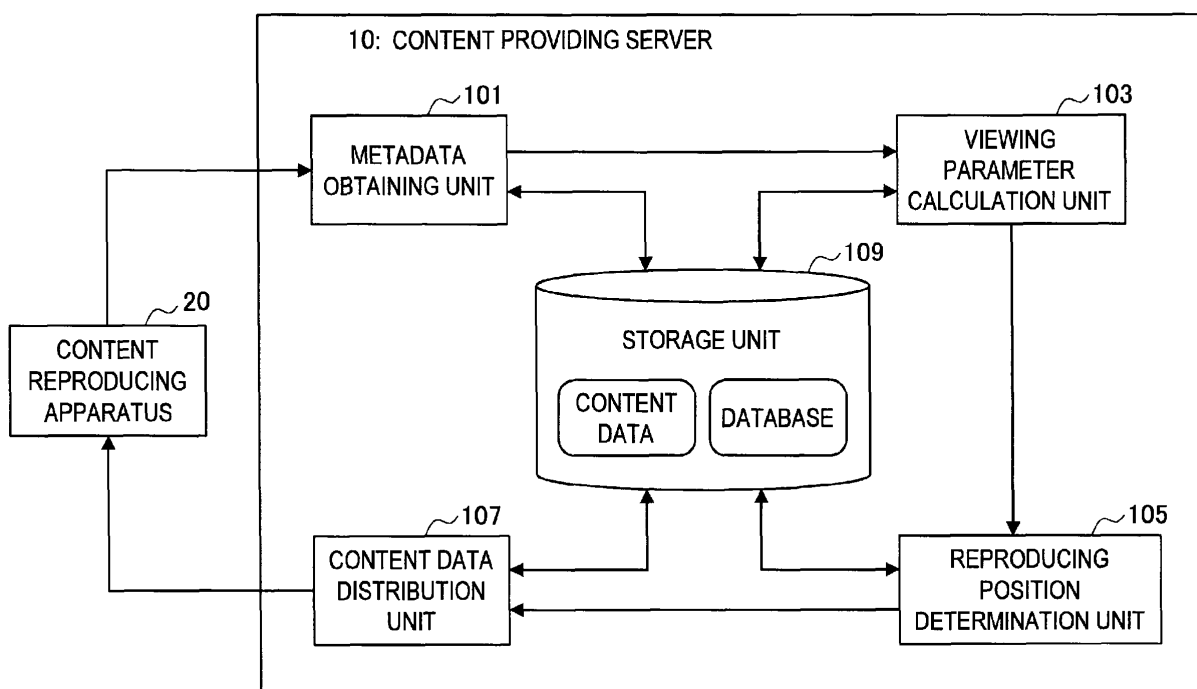 10: CONTENT PROVIDING SERVER
101
METADATA
OBTAINING UNIT
103
VIEWING
PARAMETER
CALCULATION UNIT
109
STORAGE UNIT
CONTENT
DATA
DATABASE
20
CONTENT
REPRODUCING
APPARATUS
107
CONTENT DATA
DISTRIBUTION
UNIT
105
REPRODUCING
POSITION
DETERMINATION UNIT